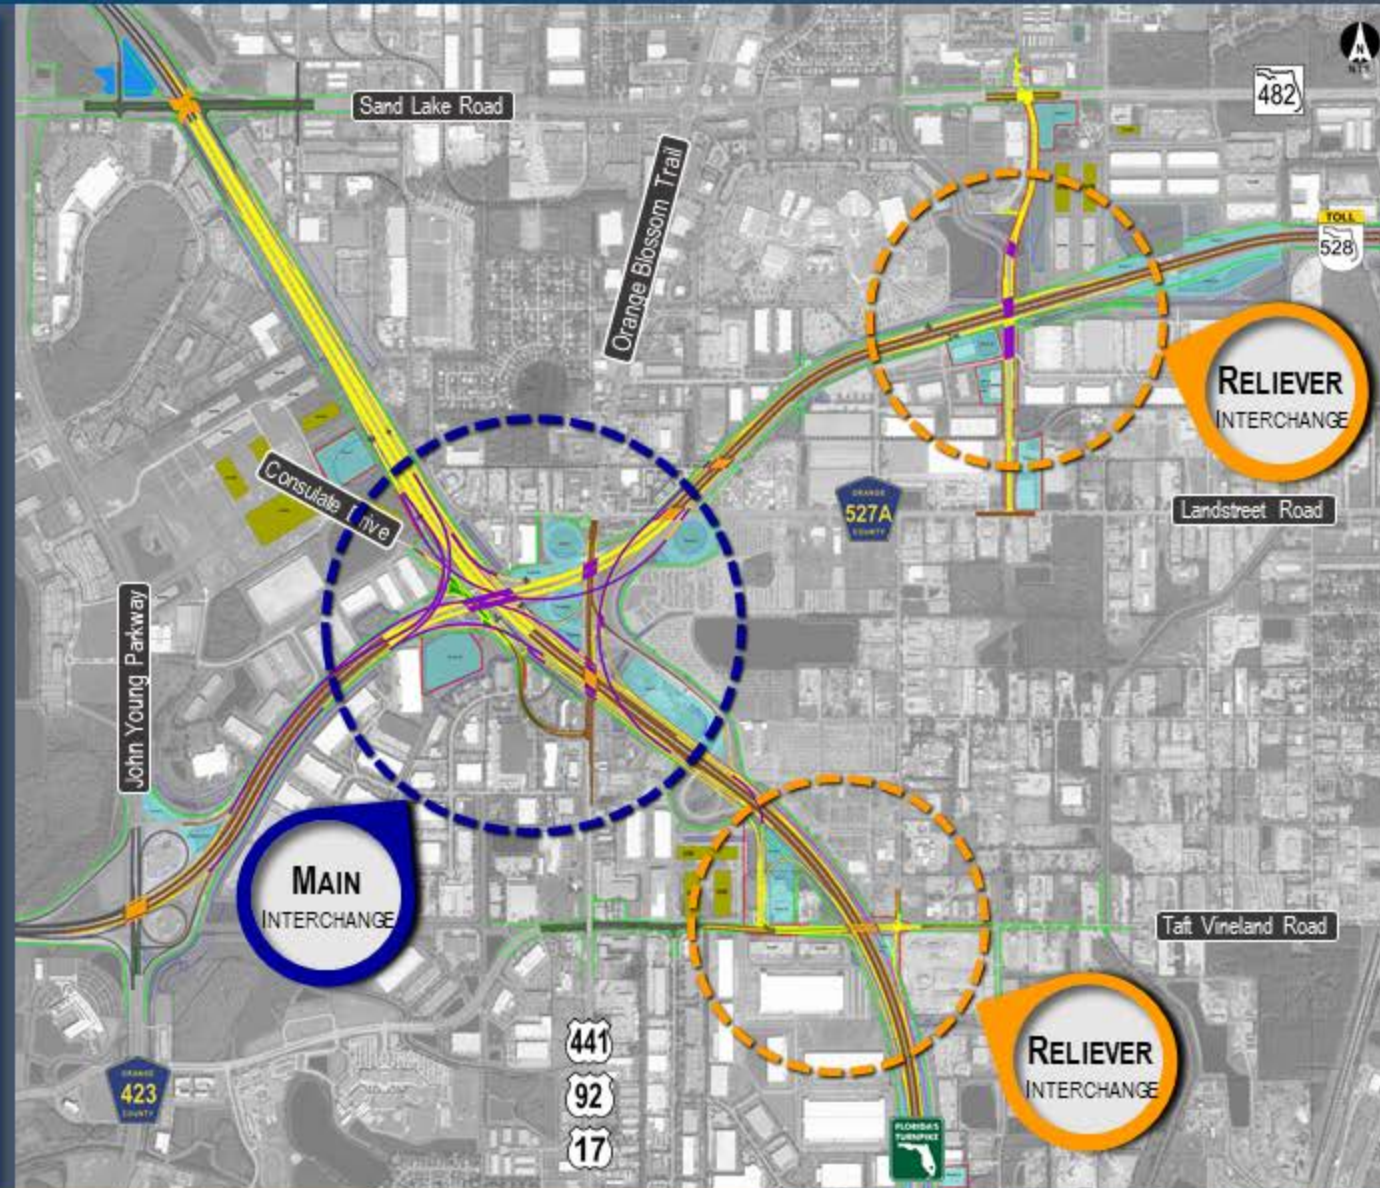 Sand Lake Road
482
N
NTS
Orange Blossom Trail
TOLL
528
RELIEVER
INTERCHANGE
Consulate Drive
ORANGE
527A
COUNTY
Landstreet Road
John Young Parkway
MAIN
INTERCHANGE
Taft Vineland Road
441
92
17
RELIEVER
INTERCHANGE
ORANGE
423
COUNTY
FLORIDA'S
TURNPIKE